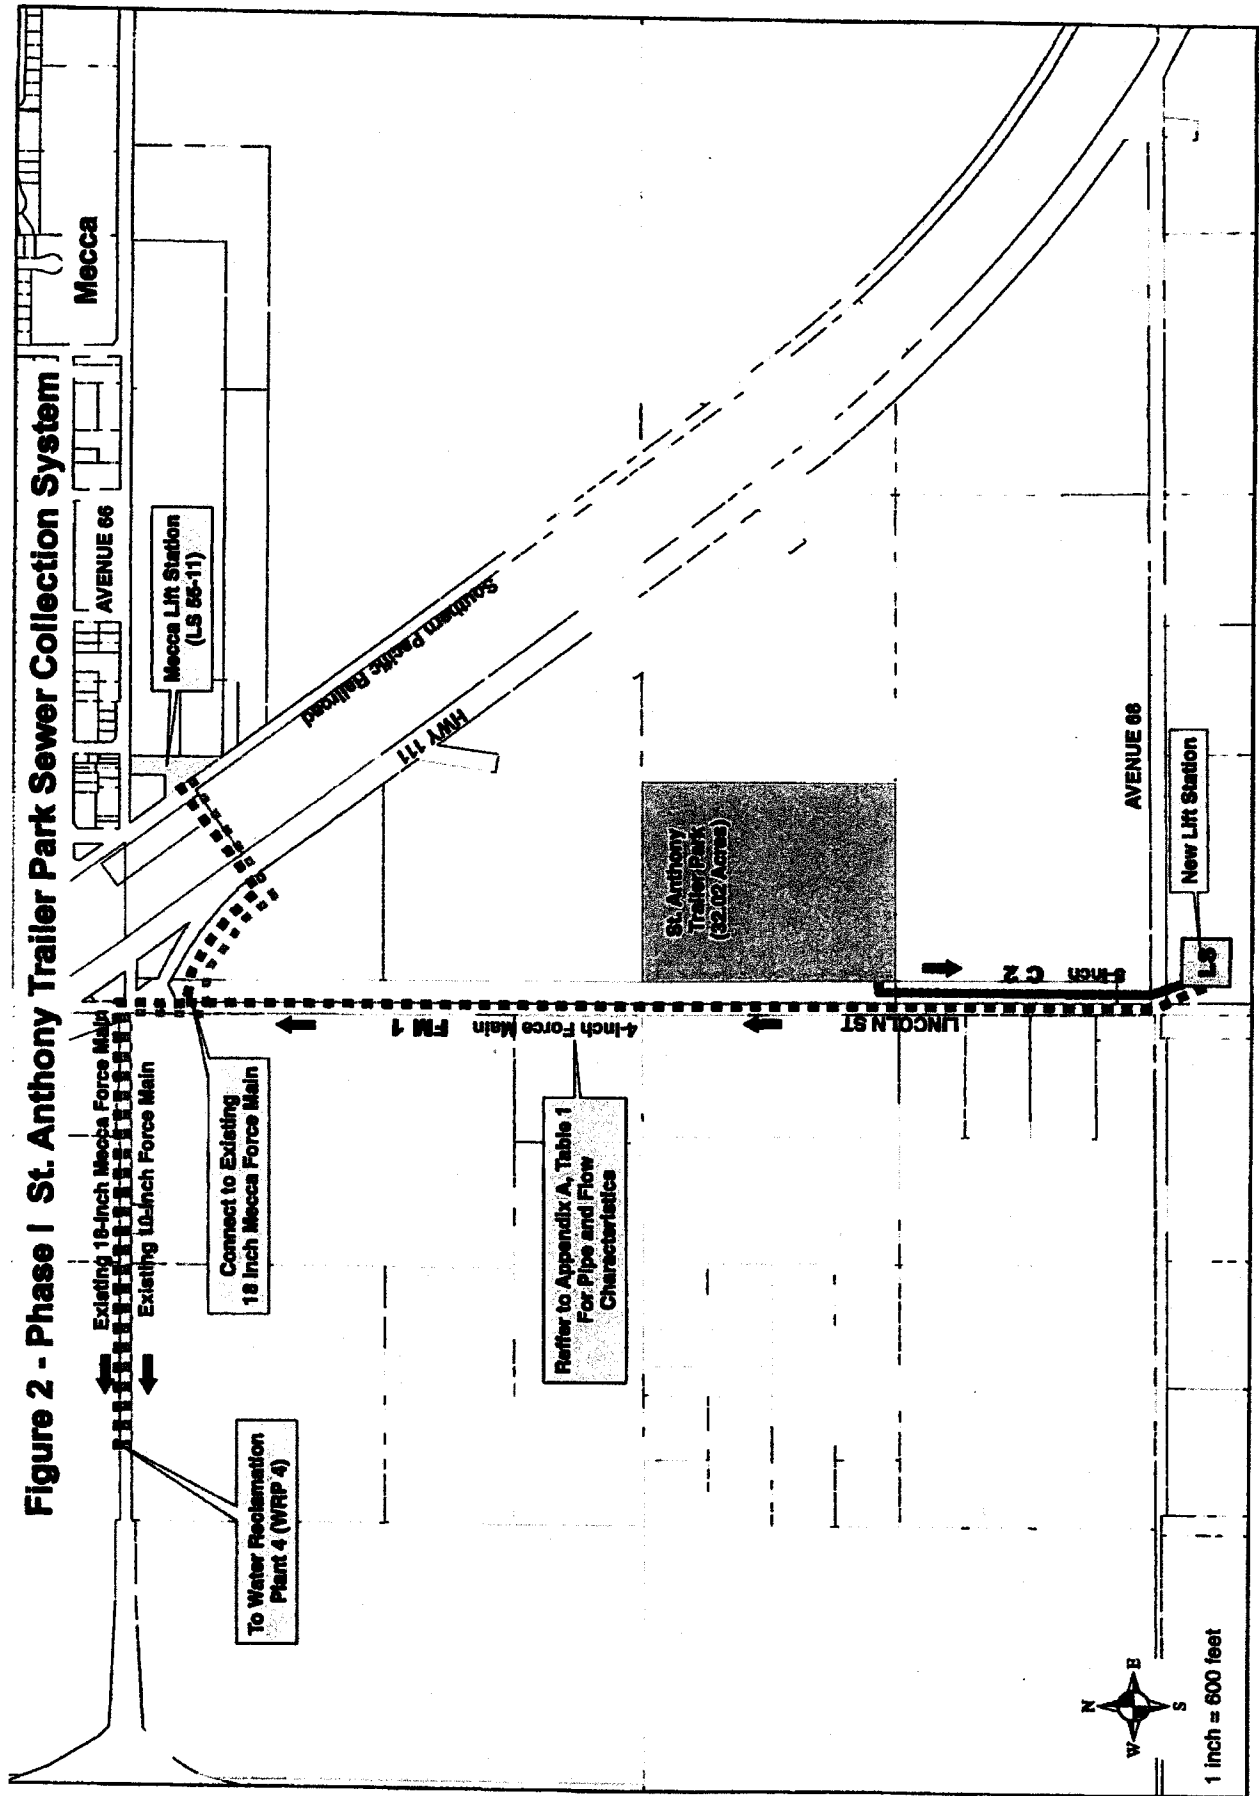 Figure 2 - Phase I St. Anthony Trailer Park Sewer Collection System
Mecca
AVENUE 66
Mecca Lift Station
(LS 55-11)
Existing 18-Inch Mecca Force Main
Existing 10-Inch Force Main
To Water Reclamation
Plant 4 (WRP 4)
Connect to Existing
18 Inch Mecca Force Main
Southern Pacific Railroad
HWY 111
FM 1
4-Inch Force Main
Reffer to Appendix A, Table 1
For Pipe and Flow
Characteristics
St. Anthony
Trailer Park
(32.02 Acres)
LINCOLN ST
C 2
8-Inch
AVENUE 68
New Lift Station
LS
N
W
E
S
1 inch = 600 feet